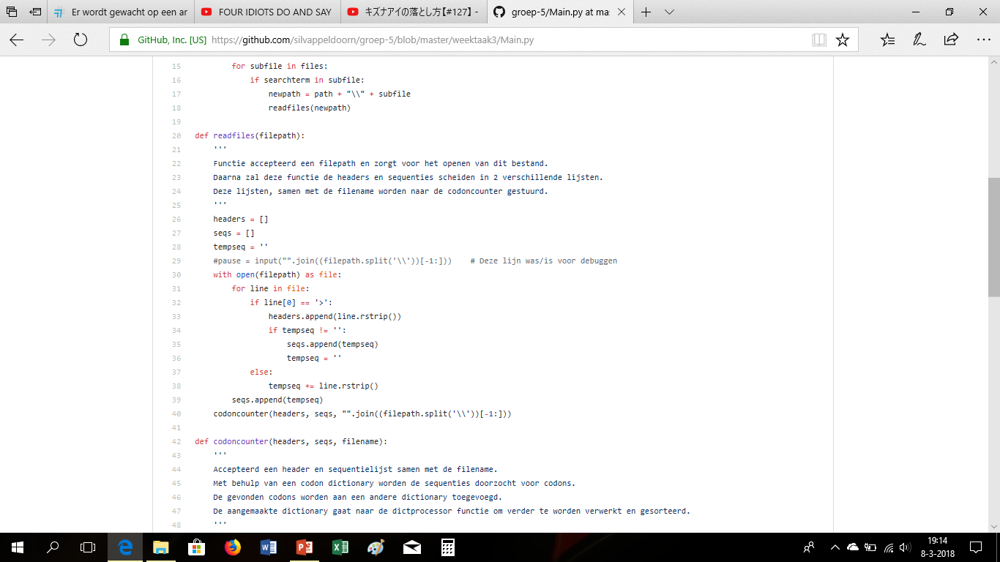 Er wordt gewacht op een ar
FOUR IDIOTS DO AND SAY
キズナアイの落とし方【#127】 -
groep-5/Main.py at mas
GitHub, Inc. [US] https://github.com/silvappeldoorn/groep-5/blob/master/weektaak3/Main.py
15 for subfile in files:
16 if searchterm in subfile:
17 newpath = path + "\\" + subfile
18 readfiles(newpath)
19
20 def readfiles(filepath):
21 '''
22 Functie accepteerd een filepath en zorgt voor het openen van dit bestand.
23 Daarna zal deze functie de headers en sequenties scheiden in 2 verschillende lijsten.
24 Deze lijsten, samen met de filename worden naar de codoncounter gestuurd.
25 '''
26 headers = []
27 seqs = []
28 tempseq = ''
29 #pause = input("".join((filepath.split('\\'))[-1:])) # Deze lijn was/is voor debuggen
30 with open(filepath) as file:
31 for line in file:
32 if line[0] == '>':
33 headers.append(line.rstrip())
34 if tempseq != '':
35 seqs.append(tempseq)
36 tempseq = ''
37 else:
38 tempseq += line.rstrip()
39 seqs.append(tempseq)
40 codoncounter(headers, seqs, "".join((filepath.split('\\'))[-1:]))
41
42 def codoncounter(headers, seqs, filename):
43 '''
44 Accepteerd een header en sequentielijst samen met de filename.
45 Met behulp van een codon dictionary worden de sequenties doorzocht voor codons.
46 De gevonden codons worden aan een andere dictionary toegevoegd.
47 De aangemaakte dictionary gaat naar de dictprocessor functie om verder te worden verwerkt en gesorteerd.
48 '''
19:14
8-3-2018